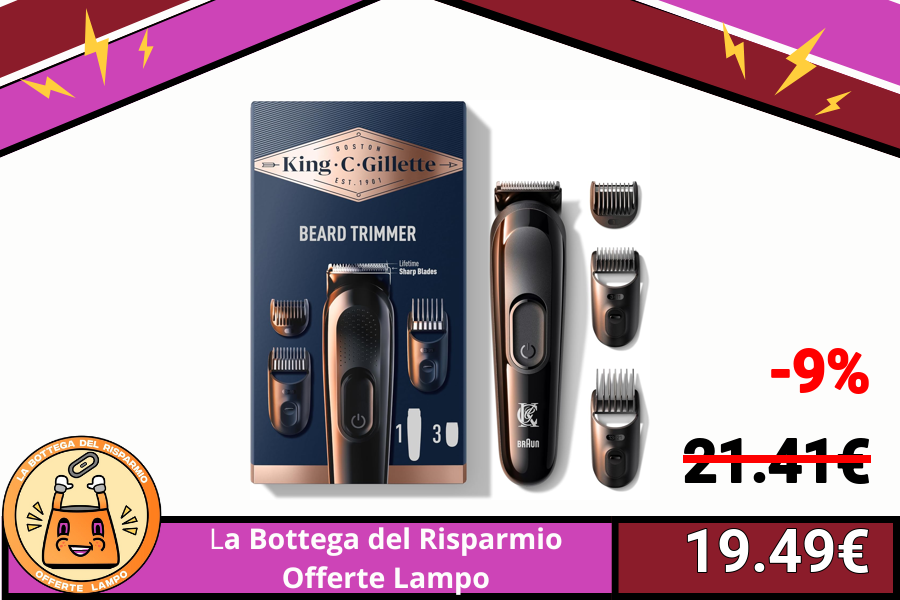 BOSTON
King·C·Gillette
EST. 1901
BEARD TRIMMER
Lifetime
Sharp Blades
1 3
BRAUN
-9%
21.41€
LA BOTTEGA DEL RISPARMIO
OFFERTE LAMPO
La Bottega del Risparmio
Offerte Lampo
19.49€